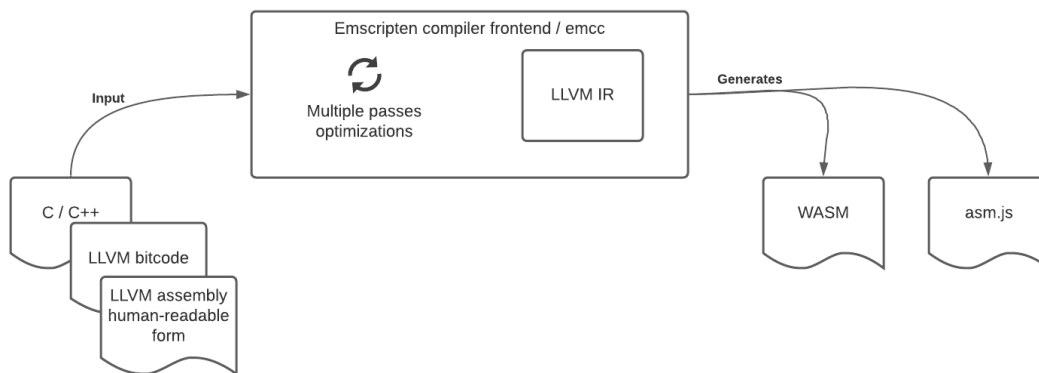 Emscripten compiler frontend / emcc
Multiple passes
optimizations
LLVM IR
Input
Generates
C / C++
LLVM bitcode
LLVM assembly
human-readable
form
WASM
asm.js